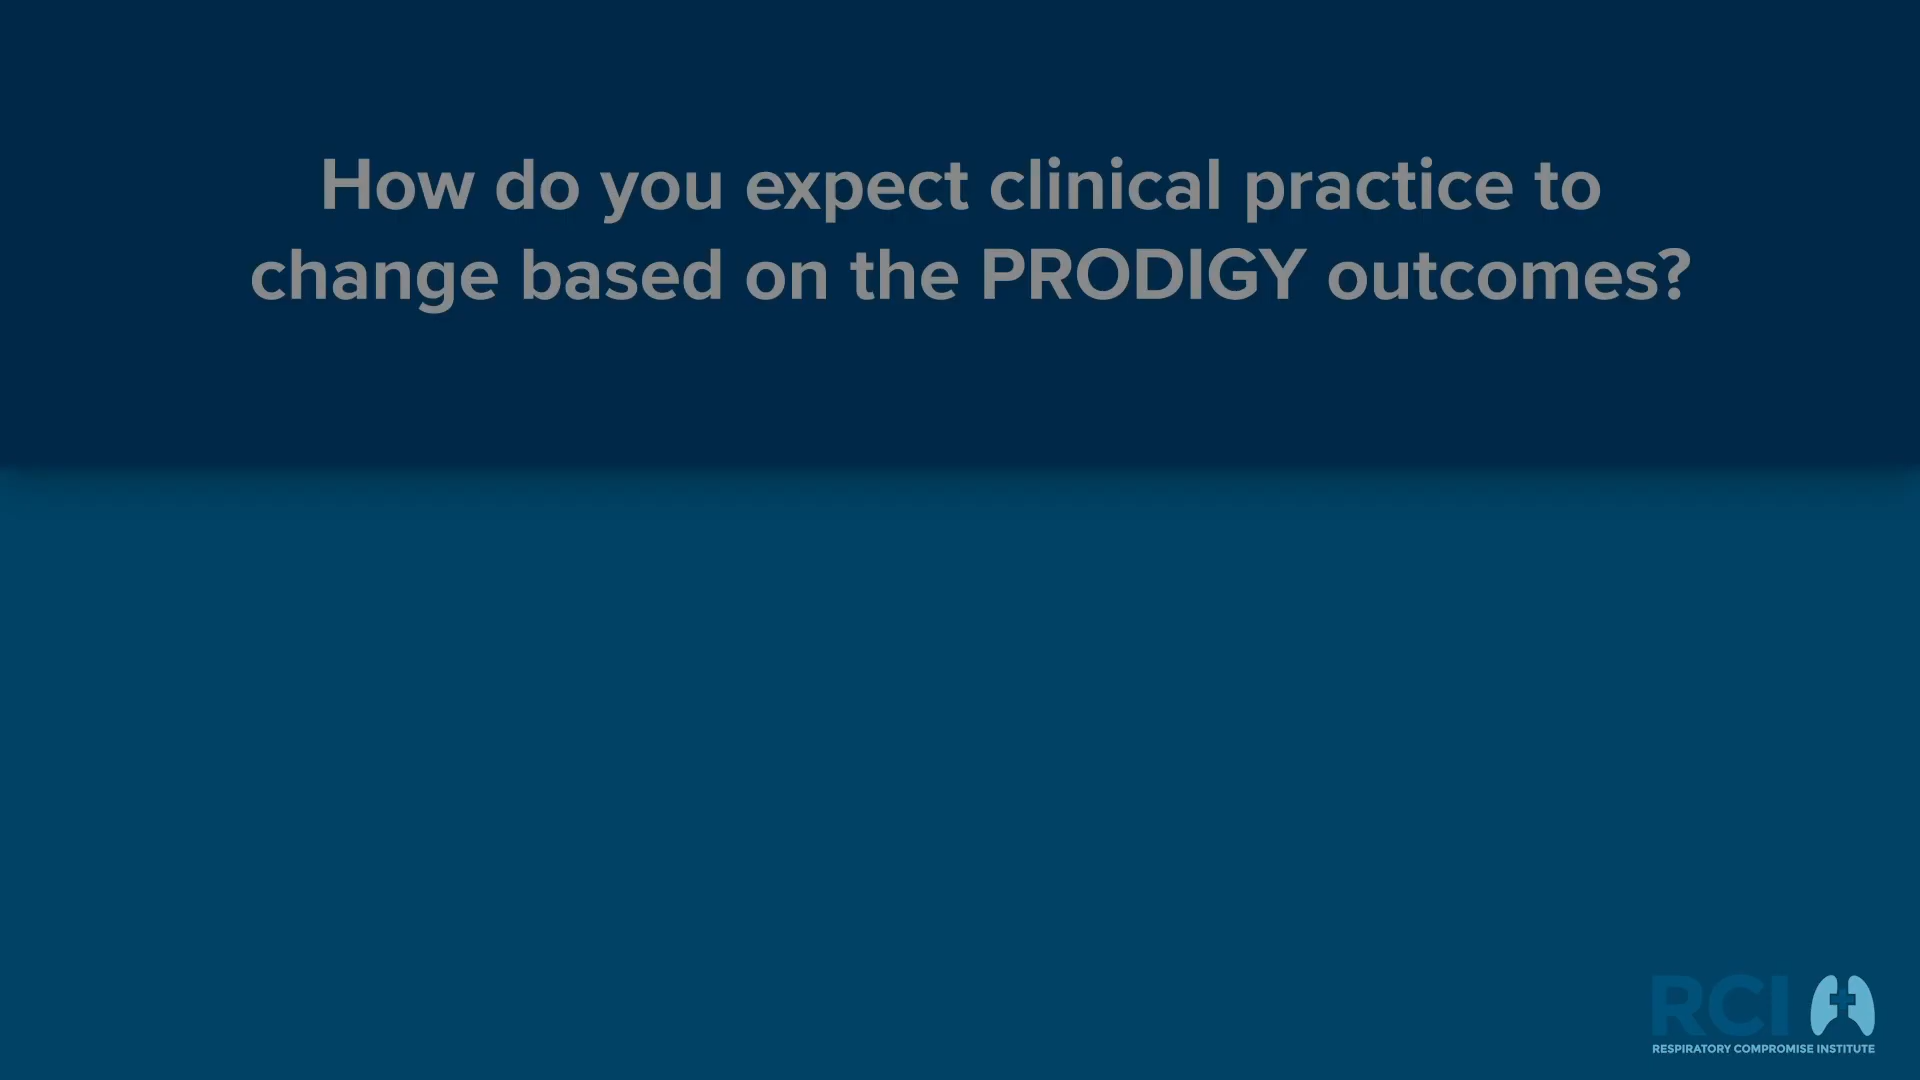 How do you expect clinical practice to
change based on the PRODIGY outcomes?
RCI
RESPIRATORY COMPROMISE INSTITUTE